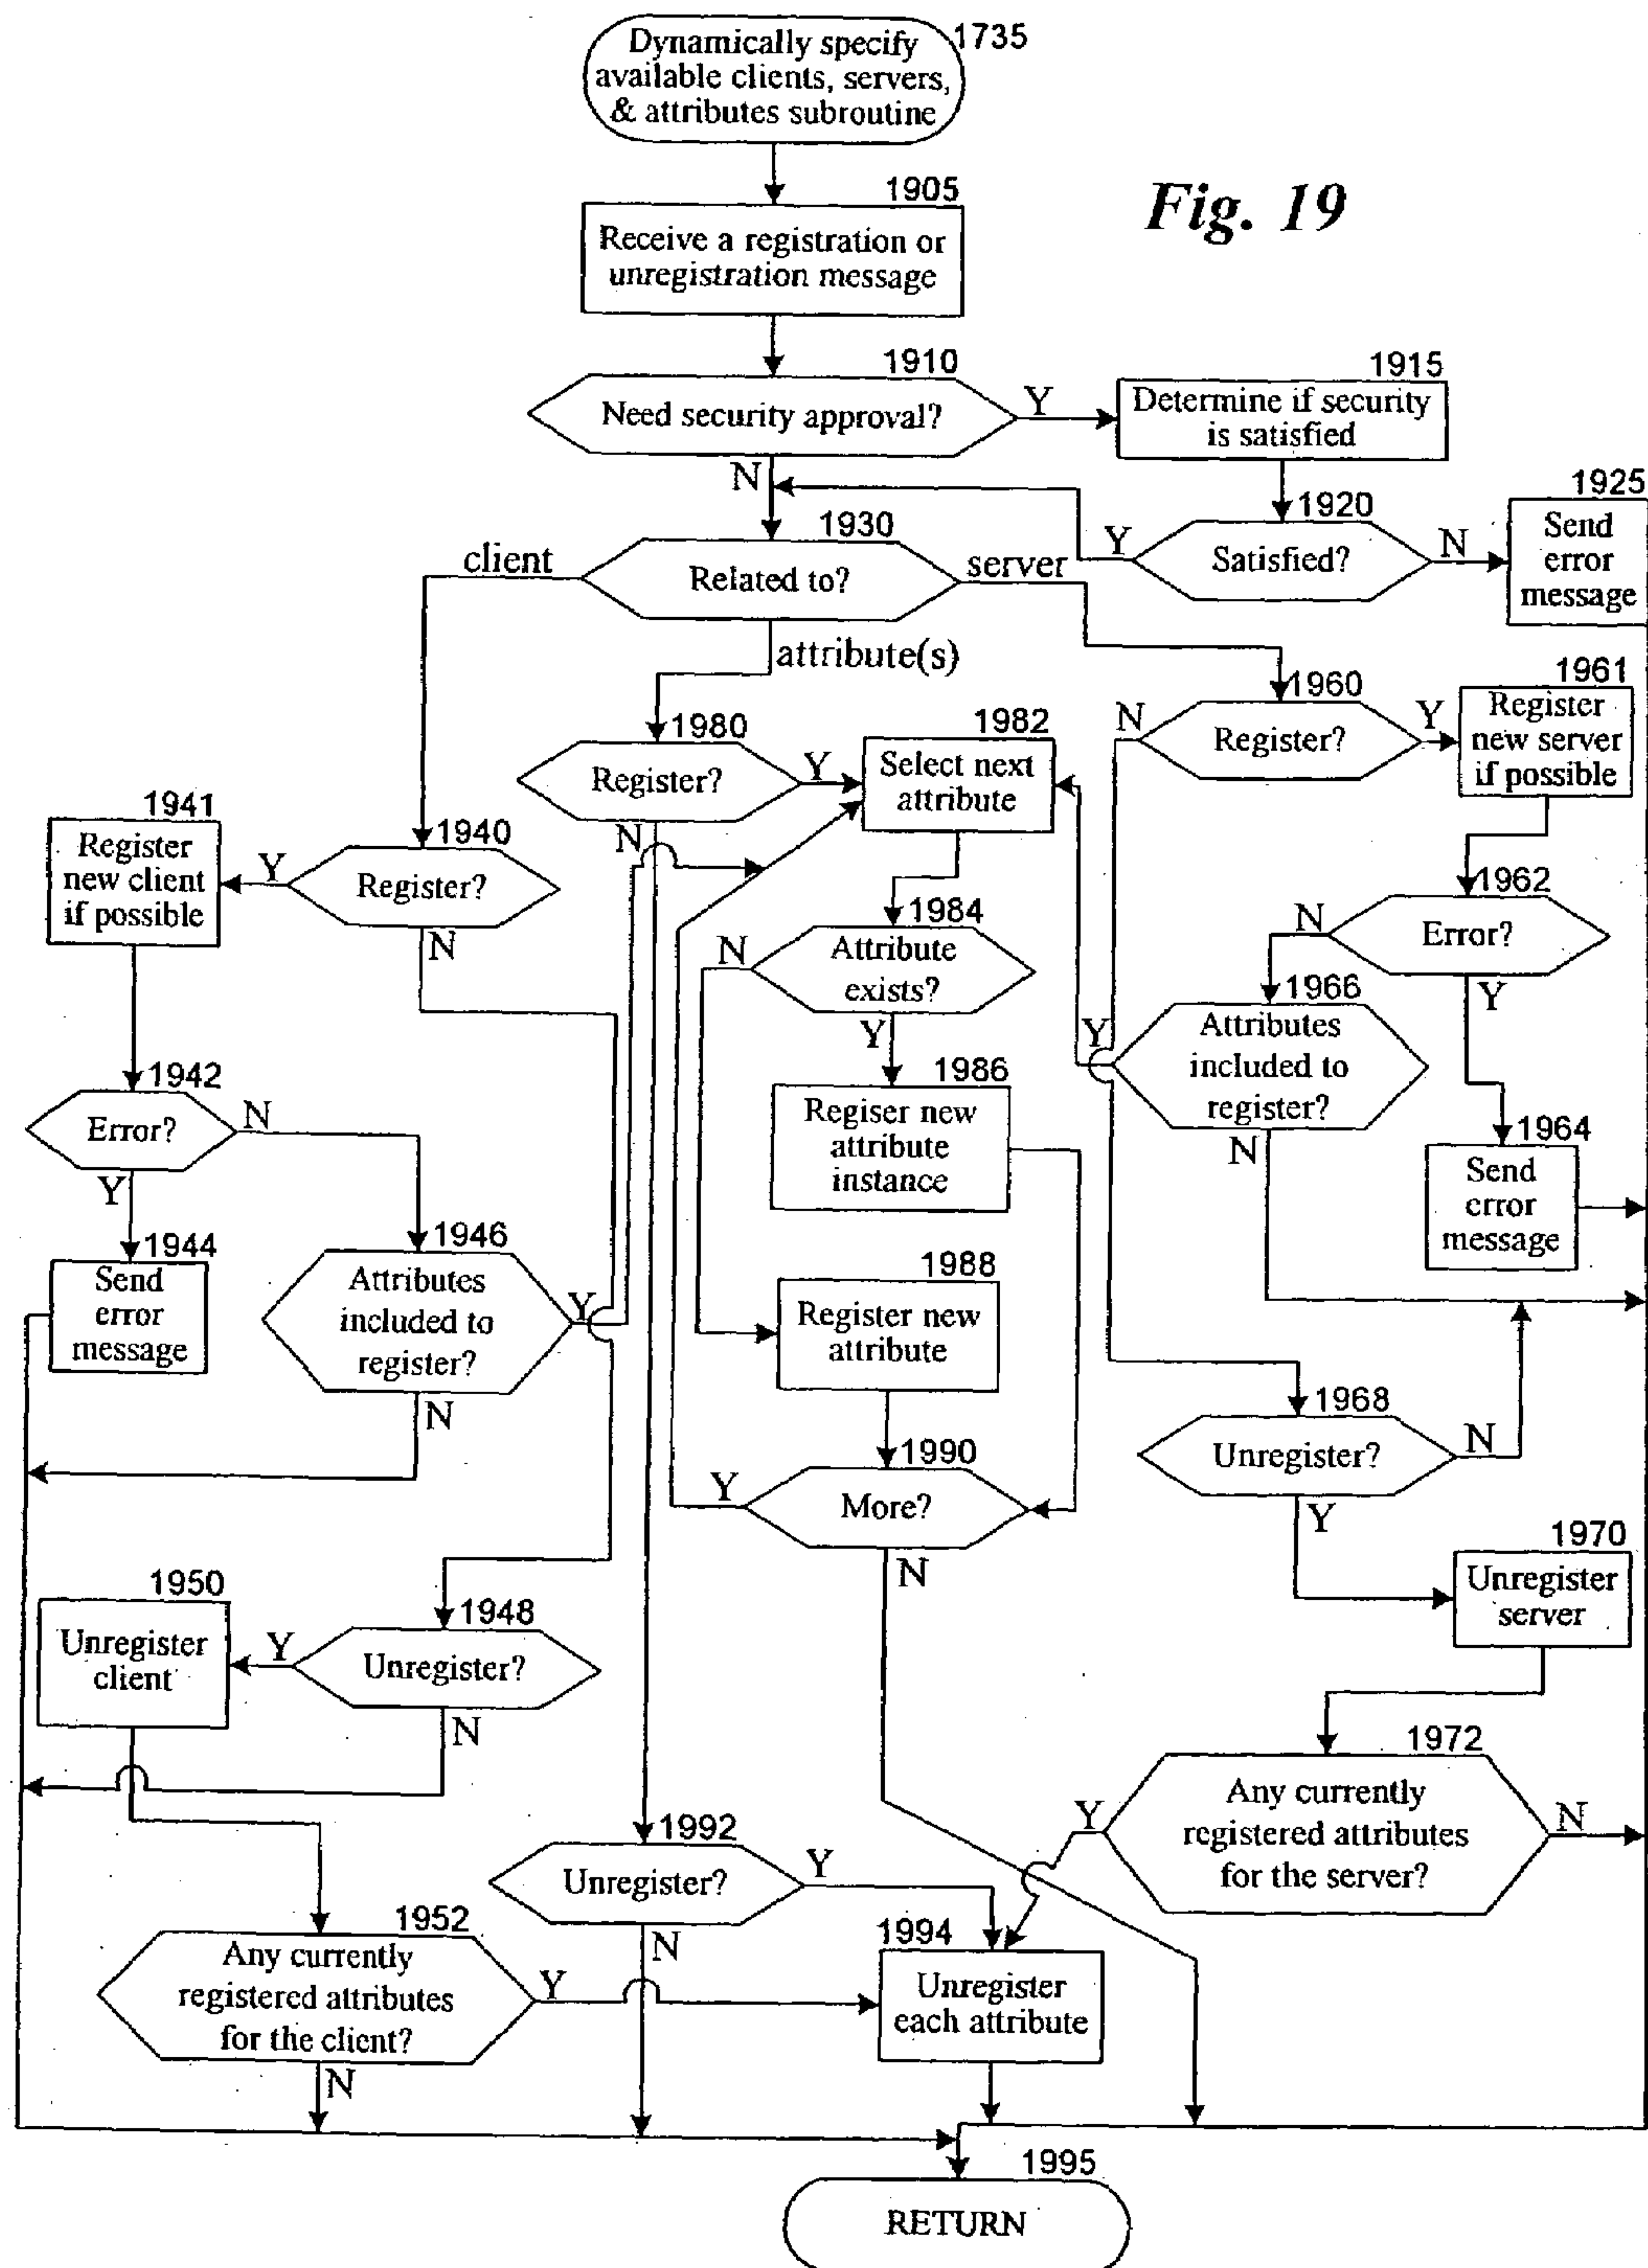 Dynamically specify
available clients, servers,
& attributes subroutine
1735
Fig. 19
1905
Receive a registration or
unregistration message
1910
Need security approval?
Y
N
1915
Determine if security
is satisfied
1920
Satisfied?
Y
N
1925
Send
error
message
1930
Related to?
client
server
attribute(s)
1960
Register?
N
Y
1961
Register
new server
if possible
1980
Register?
Y
N
1982
Select next
attribute
1941
Register
new client
if possible
1940
Register?
Y
N
1962
Error?
N
Y
1984
Attribute
exists?
N
Y
1966
Attributes
included to
register?
Y
N
1942
Error?
N
Y
1986
Regiser new
attribute
instance
1964
Send
error
message
1944
Send
error
message
1946
Attributes
included to
register?
Y
N
1988
Register new
attribute
1968
Unregister?
N
Y
1990
More?
Y
N
1970
Unregister
server
1950
Unregister
client
1948
Unregister?
Y
N
1972
Any currently
registered attributes
for the server?
Y
N
1992
Unregister?
Y
N
1952
Any currently
registered attributes
for the client?
Y
N
1994
Unregister
each attribute
1995
RETURN